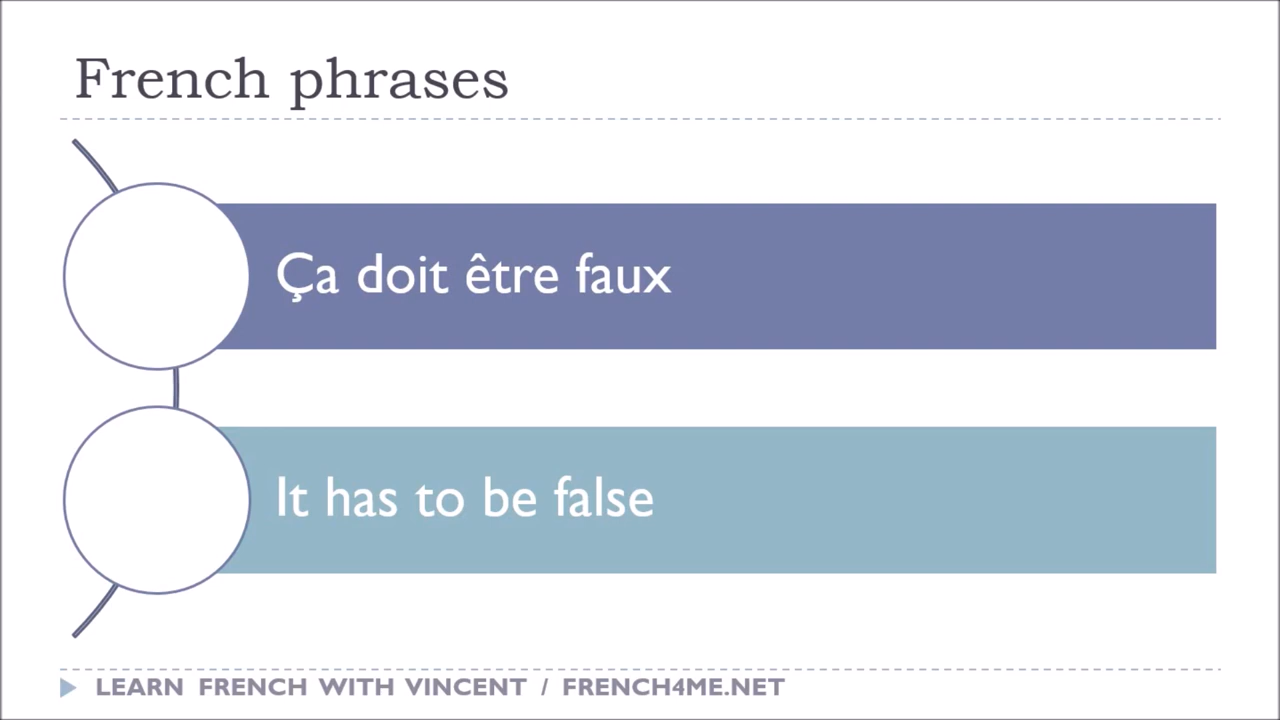 French phrases
Ça doit être faux
It has to be false
LEARN FRENCH WITH VINCENT / FRENCH4ME.NET